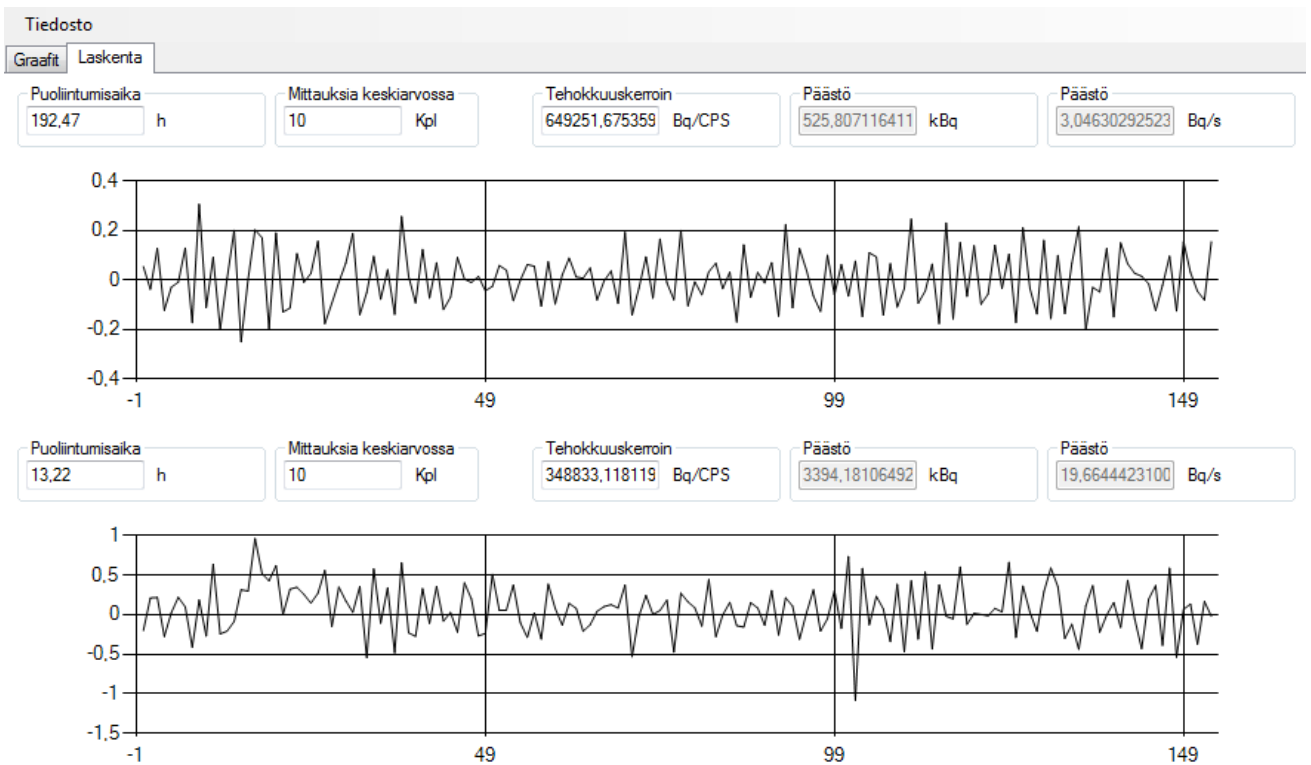 Tiedosto
Graafit Laskenta
Puoliintumisaika Mittauksia keskiarvossa Tehokkuuskerroin Päästö Päästö
192,47 h 10 Kpl 649251,675359 Bq/CPS 525,807116411 kBq 3,04630292523 Bq/s
0,4
0,2
0
-0,2
-0,4
-1 49 99 149
Puoliintumisaika Mittauksia keskiarvossa Tehokkuuskerroin Päästö Päästö
13,22 h 10 Kpl 348833,118119 Bq/CPS 3394,18106492 kBq 19,6644423100 Bq/s
1
0,5
0
-0,5
-1
-1,5
-1 49 99 149